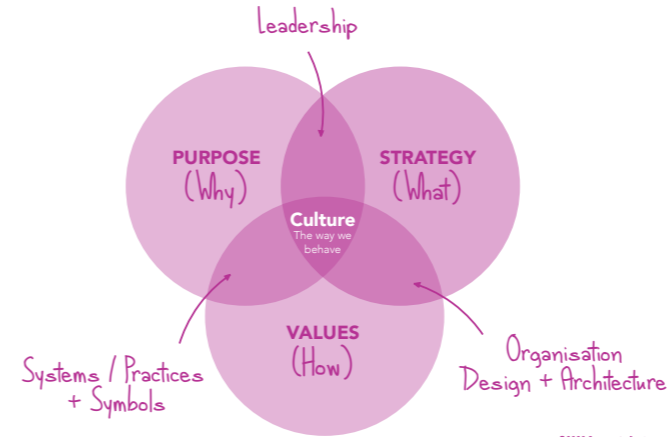 Leadership
PURPOSE
(Why)
STRATEGY
(What)
Culture
The way we
behave
VALUES
(How)
Systems / Practices
+ Symbols
Organisation
Design + Architecture